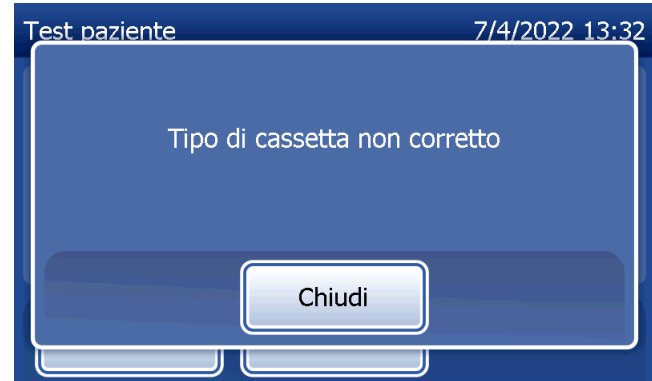 Test paziente 7/4/2022 13:32
Tipo di cassetta non corretto
Chiudi